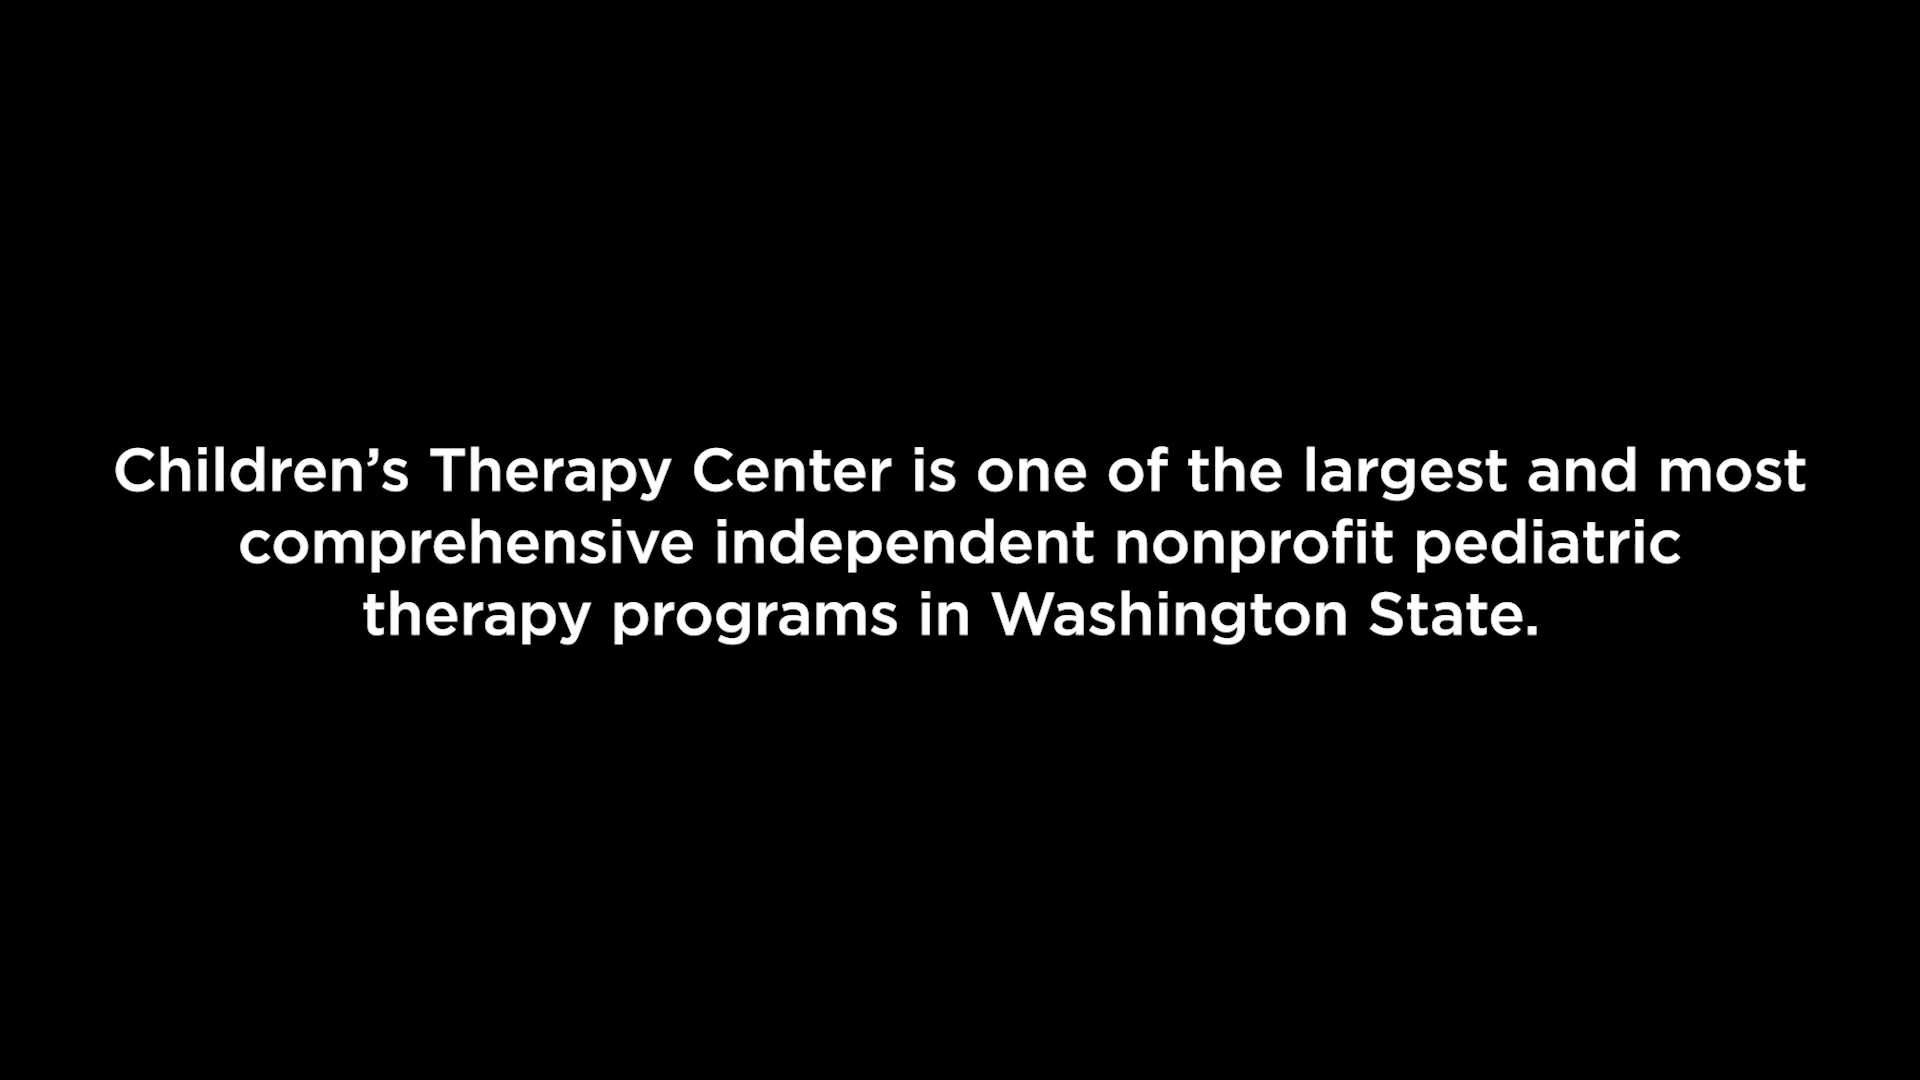 Children’s Therapy Center is one of the largest and most
comprehensive independent nonprofit pediatric
therapy programs in Washington State.